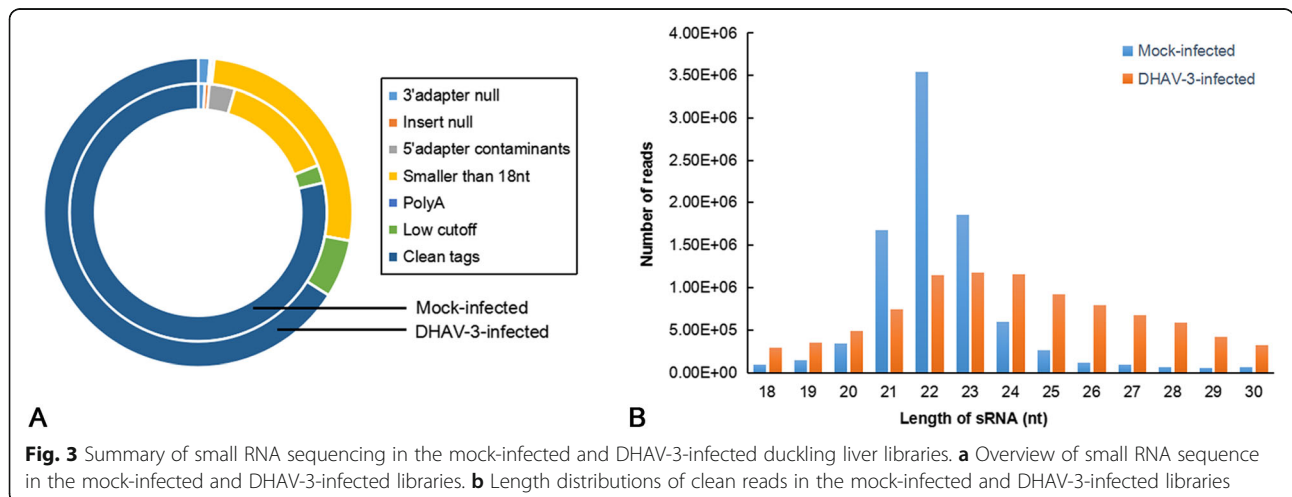 3'adapter null
Insert null
5'adapter contaminants
Smaller than 18nt
PolyA
Low cutoff
Clean tags
Mock-infected
DHAV-3-infected
A
4.00E+06
3.50E+06
3.00E+06
2.50E+06
2.00E+06
1.50E+06
1.00E+06
5.00E+05
0.00E+00
Number of reads
Mock-infected
DHAV-3-infected
18 19 20 21 22 23 24 25 26 27 28 29 30
Length of sRNA (nt)
B
Fig. 3 Summary of small RNA sequencing in the mock-infected and DHAV-3-infected duckling liver libraries. a Overview of small RNA sequence
in the mock-infected and DHAV-3-infected libraries. b Length distributions of clean reads in the mock-infected and DHAV-3-infected libraries